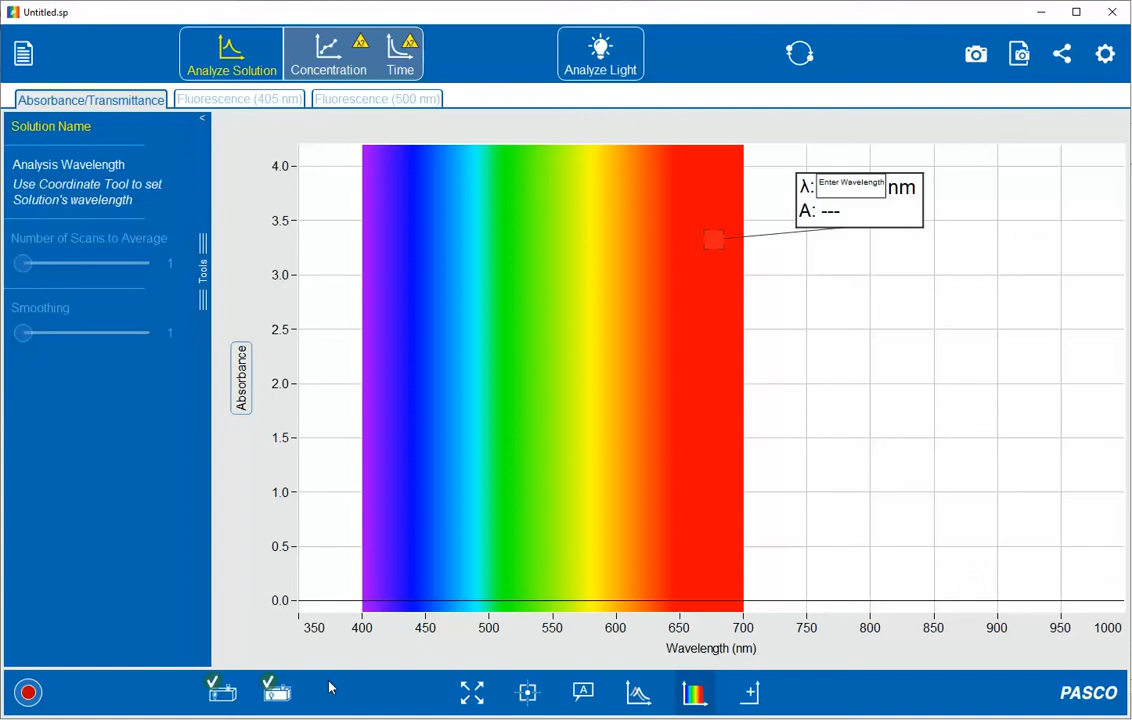 Untitled.sp
Analyze Solution
Concentration
Time
Analyze Light
Absorbance/Transmittance
Fluorescence (405 nm)
Fluorescence (500 nm)
Solution Name
<
Analysis Wavelength
Use Coordinate Tool to set
Solution's wavelength
Number of Scans to Average
1
Smoothing
1
Tools
Absorbance
4.0
3.5
3.0
2.5
2.0
1.5
1.0
0.5
0.0
λ: Enter Wavelength nm
A: ---
350 400 450 500 550 600 650 700 750 800 850 900 950 1000
Wavelength (nm)
A
PASCO